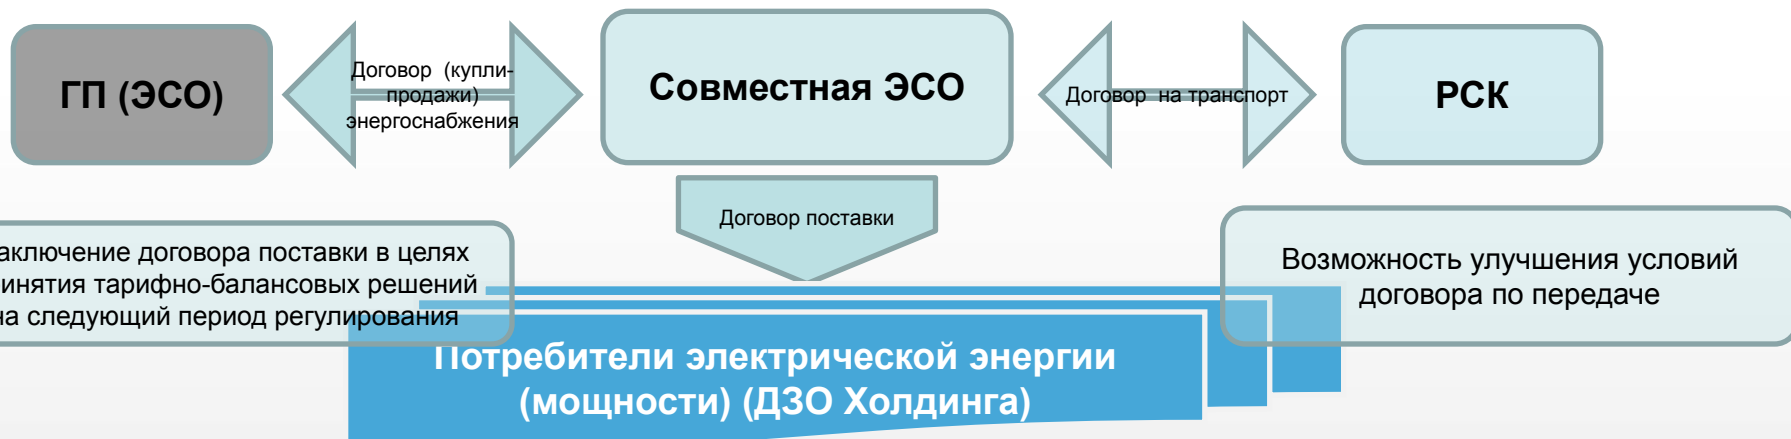 ГП (ЭСО)
Договор (купли-
продажи)
энергоснабжения
Совместная ЭСО
Договор на транспорт
РСК
Договор поставки
аключение договора поставки в целях
инятия тарифно-балансовых решений
на следующий период регулирования
Возможность улучшения условий
договора по передаче
Потребители электрической энергии
(мощности) (ДЗО Холдинга)